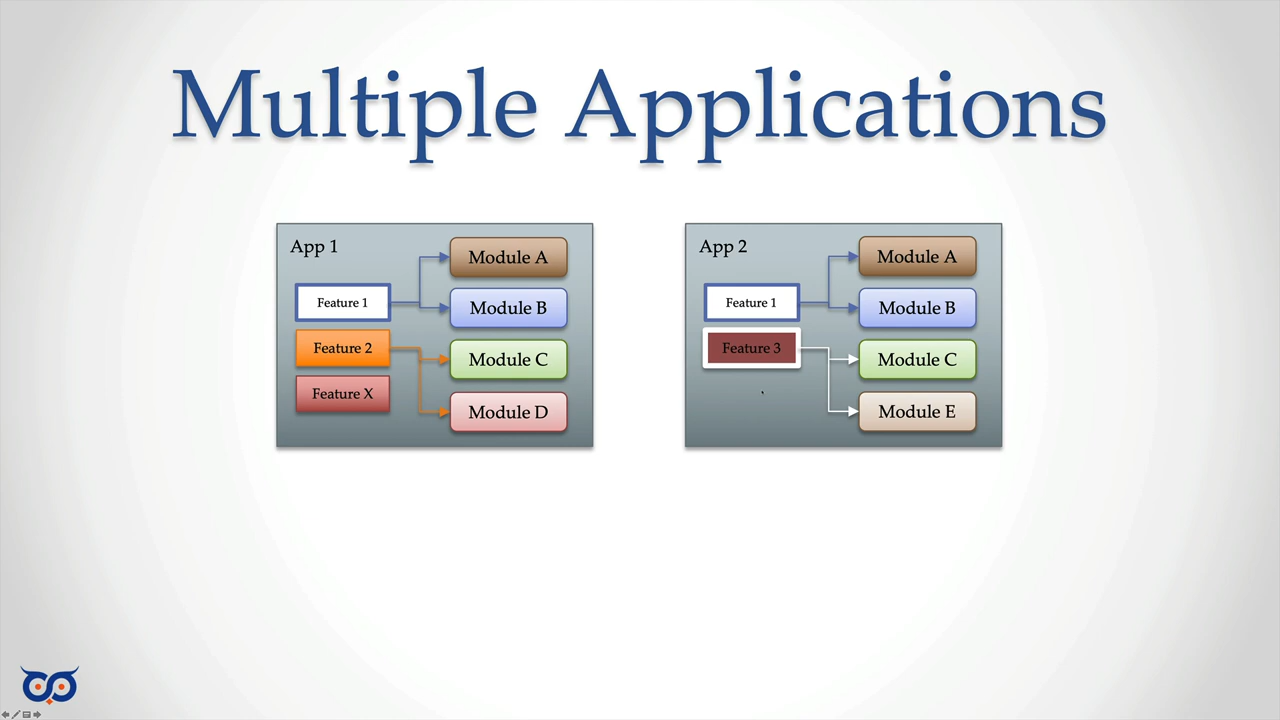 Multiple Applications
App 1
Module A
Feature 1
Module B
Feature 2
Module C
Feature X
Module D
App 2
Module A
Feature 1
Module B
Feature 3
Module C
Module E